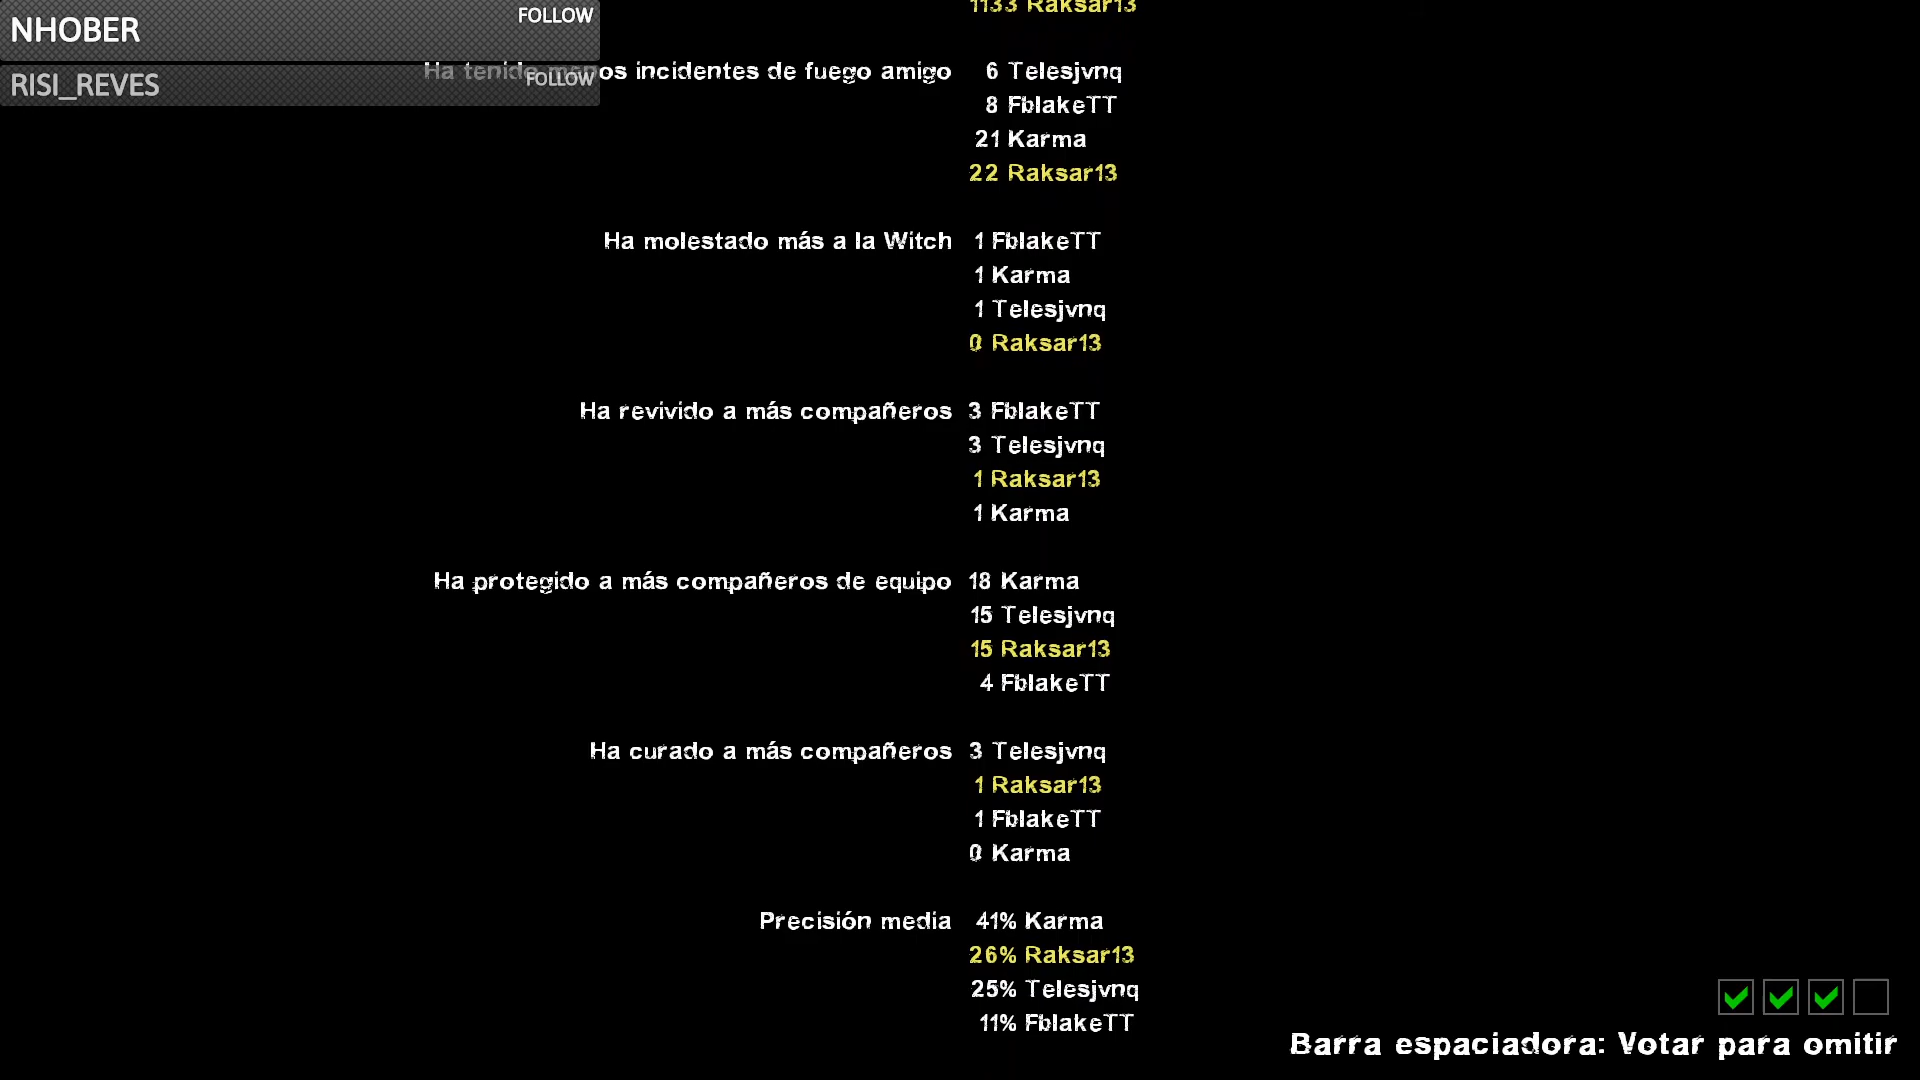 NHOBER FOLLOW
RISI_REVES FOLLOW
1133 Raksar13
Ha tenido menos incidentes de fuego amigo 6 Telesjvnq
8 FblakeTT
21 Karma
22 Raksar13
Ha molestado más a la Witch 1 FblakeTT
1 Karma
1 Telesjvnq
0 Raksar13
Ha revivido a más compañeros 3 FblakeTT
3 Telesjvnq
1 Raksar13
1 Karma
Ha protegido a más compañeros de equipo 18 Karma
15 Telesjvnq
15 Raksar13
4 FblakeTT
Ha curado a más compañeros 3 Telesjvnq
1 Raksar13
1 FblakeTT
0 Karma
Precisión media 41% Karma
26% Raksar13
25% Telesjvnq
11% FblakeTT
Barra espaciadora: Votar para omitir